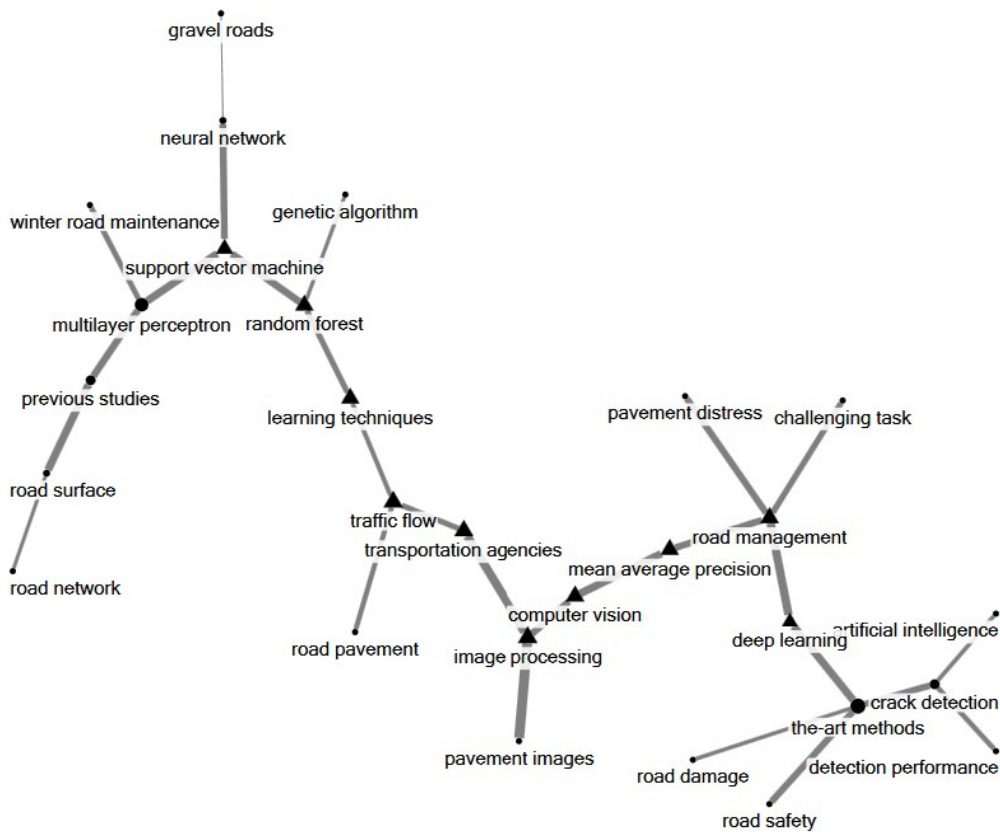 gravel roads
neural network
winter road maintenance
genetic algorithm
support vector machine
multilayer perceptron
random forest
previous studies
learning techniques
pavement distress
challenging task
road surface
traffic flow
transportation agencies
road management
mean average precision
road network
computer vision
artificial intelligence
deep learning
road pavement
image processing
crack detection
the-art methods
pavement images
road damage
detection performance
road safety